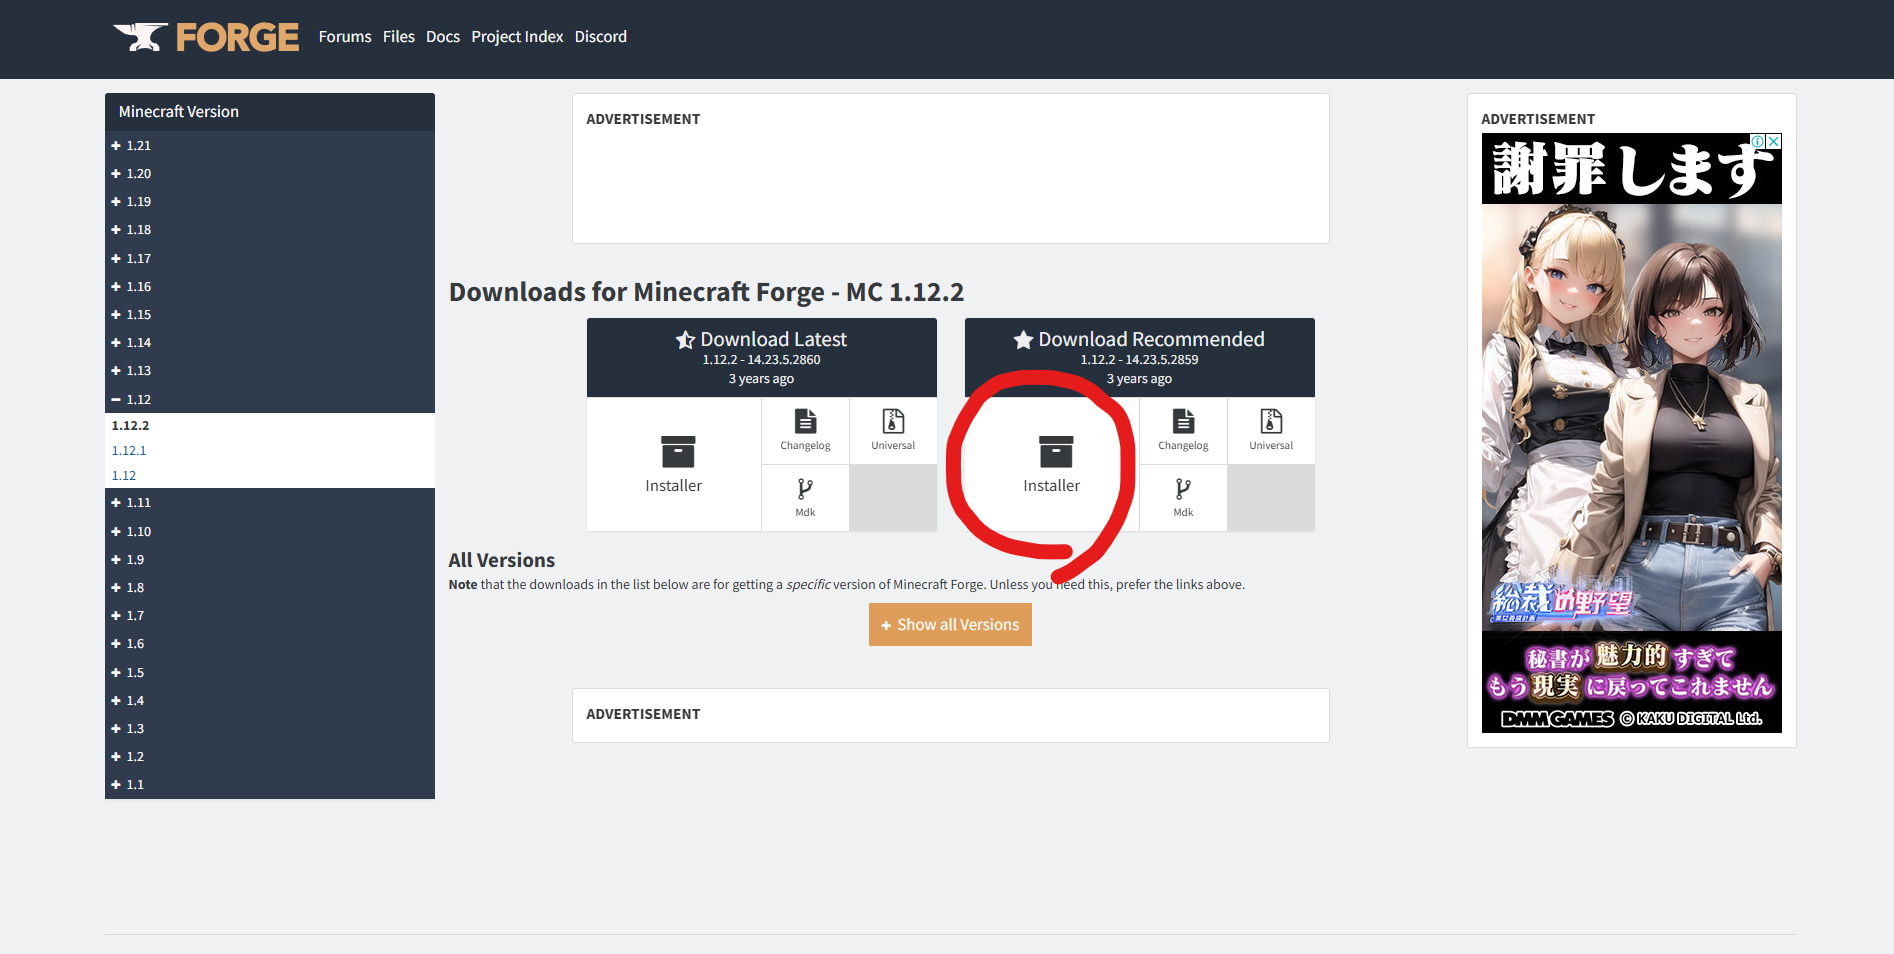 FORGE
Forums Files Docs Project Index Discord
Minecraft Version
1.21
1.20
1.19
1.18
1.17
1.16
1.15
1.14
1.13
1.12
1.12.2
1.12.1
1.12
1.11
1.10
1.9
1.8
1.7
1.6
1.5
1.4
1.3
1.2
1.1
ADVERTISEMENT
Downloads for Minecraft Forge - MC 1.12.2
Download Latest
1.12.2 - 14.23.5.2860
3 years ago
Installer
Changelog
Universal
Mdk
Download Recommended
1.12.2 - 14.23.5.2859
3 years ago
Installer
Changelog
Universal
Mdk
All Versions
Note that the downloads in the list below are for getting a specific version of Minecraft Forge. Unless you need this, prefer the links above.
Show all Versions
ADVERTISEMENT
ADVERTISEMENT
謝罪します
総裁の野望
美女育成計画
秘書が魅力的すぎて
もう現実に戻ってこれません
DMM GAMES © KAKU DIGITAL Ltd.